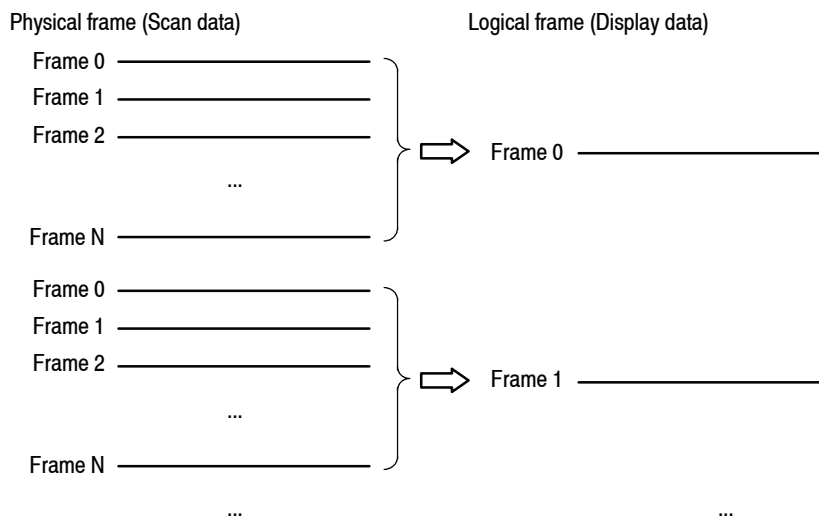 Physical frame (Scan data) Logical frame (Display data)
Frame 0
Frame 1
Frame 2
...
Frame N
Frame 0
Frame 0
Frame 1
Frame 2
...
Frame N
Frame 1
... ...